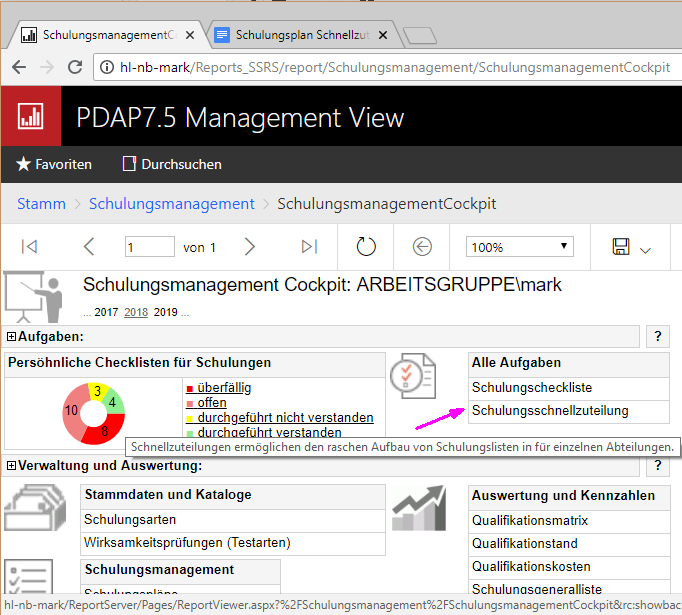 SchulungsmanagementC
Schulungsplan Schnellzut
hl-nb-mark/Reports_SSRS/report/Schulungsmanagement/SchulungsmanagementCockpit
PDAP7.5 Management View
Favoriten Durchsuchen
Stamm > Schulungsmanagement > SchulungsmanagementCockpit
1 von 1 100%
Schulungsmanagement Cockpit: ARBEITSGRUPPE\mark
... 2017 2018 2019 ...
Aufgaben: ?
Persöhnliche Checklisten für Schulungen
3
4
10
8
überfällig
offen
durchgeführt nicht verstanden
durchgeführt verstanden
Alle Aufgaben
Schulungscheckliste
Schulungsschnellzuteilung
Schnellzuteilungen ermöglichen den raschen Aufbau von Schulungslisten in für einzelnen Abteilungen.
Verwaltung und Auswertung: ?
Stammdaten und Kataloge
Schulungsarten
Wirksamkeitsprüfungen (Testarten)
Schulungsmanagement
Schulungspläne
Auswertung und Kennzahlen
Qualifikationsmatrix
Qualifikationstand
Qualifikationskosten
Schulungsgeneralliste
hl-nb-mark/ReportServer/Pages/ReportViewer.aspx?%2FSchulungsmanagement%2FSchulungsmanagementCockpit&rc:showbac